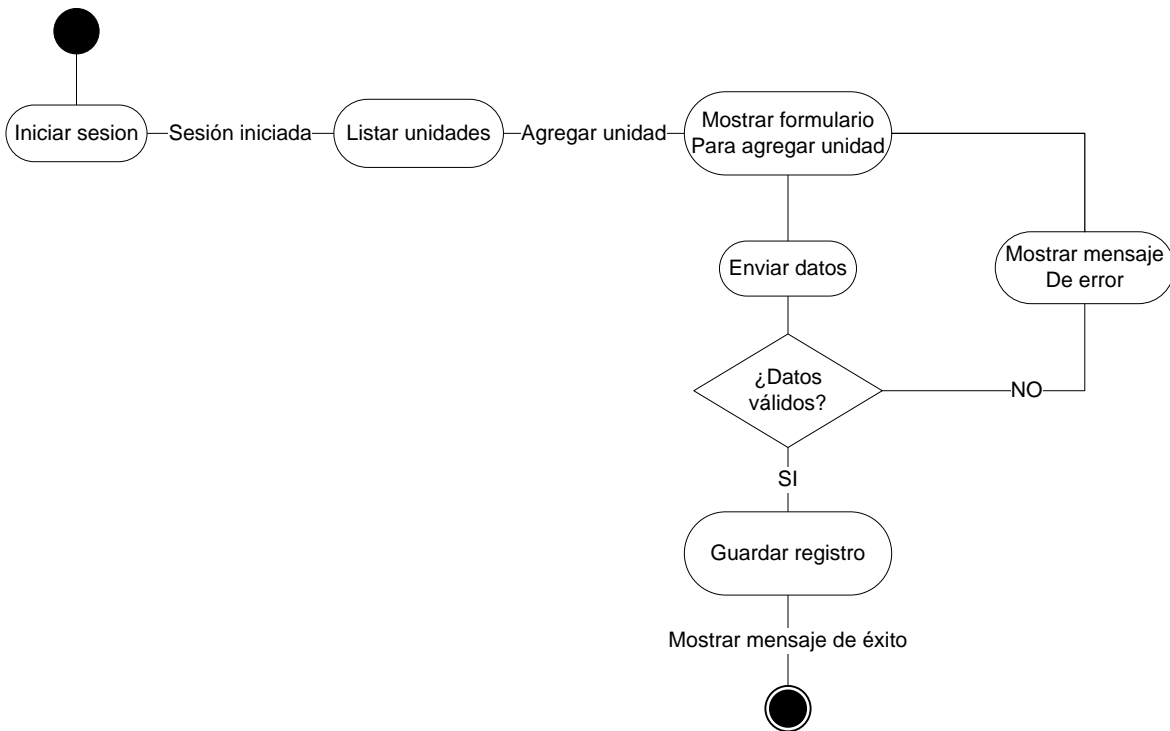 Iniciar sesion
Sesión iniciada
Listar unidades
Agregar unidad
Mostrar formulario
Para agregar unidad
Enviar datos
Mostrar mensaje
De error
¿Datos
válidos?
NO
SI
Guardar registro
Mostrar mensaje de éxito